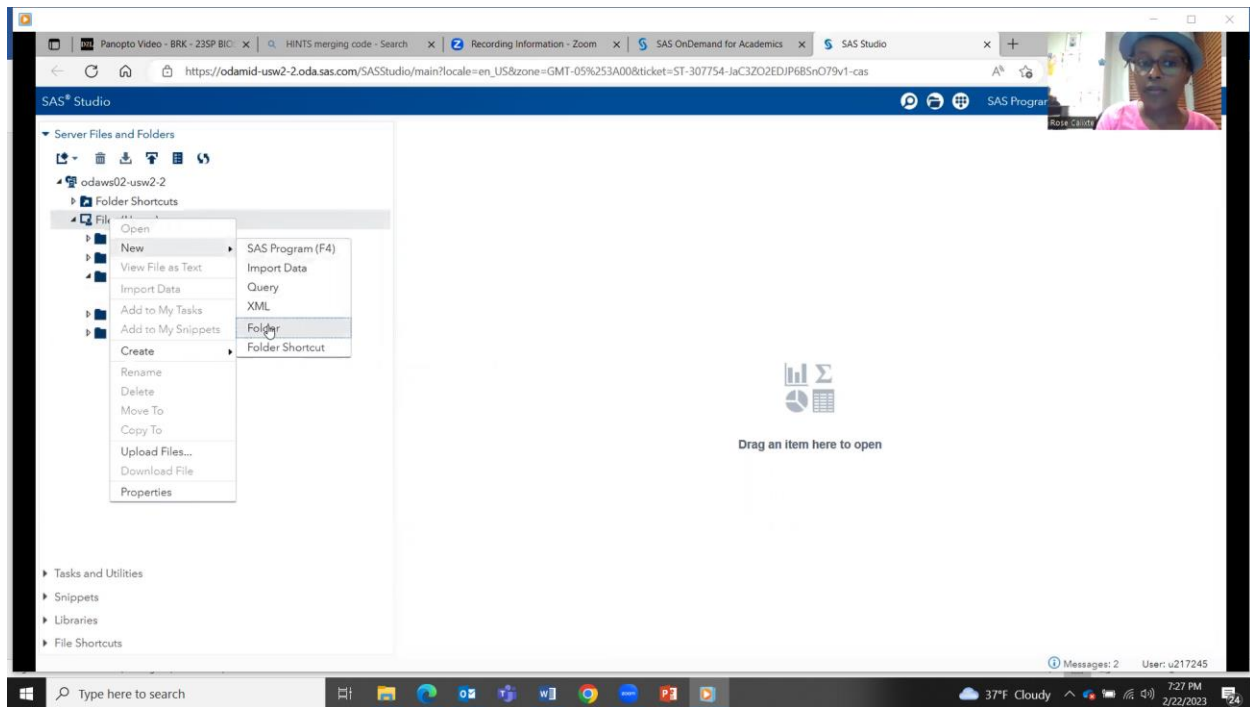 Panopto Video - BRK - 23SP BIO
HINTS merging code - Search
Recording Information - Zoom
SAS OnDemand for Academics
SAS Studio
https://odamid-usw2-2.oda.sas.com/SASStudio/main?locale=en_US&zone=GMT-05%253A00&ticket=ST-307754-JaC3ZO2EDJP6BSnO79v1-cas
SAS® Studio
SAS Program
Rose Calixte
Server Files and Folders
odaws02-usw2-2
Folder Shortcuts
Open
New
View File as Text
Import Data
Add to My Tasks
Add to My Snippets
Create
Rename
Delete
Move To
Copy To
Upload Files...
Download File
Properties
SAS Program (F4)
Import Data
Query
XML
Folder
Folder Shortcut
Drag an item here to open
Tasks and Utilities
Snippets
Libraries
File Shortcuts
Messages: 2 User: u217245
Type here to search
37°F Cloudy
7:27 PM
2/22/2023
24